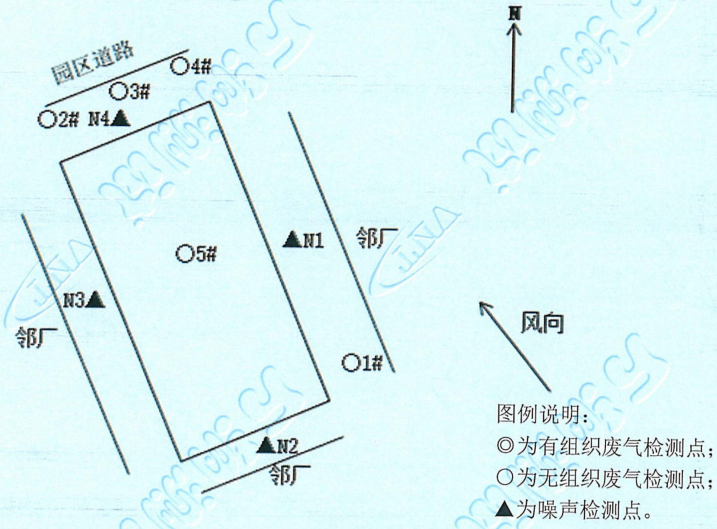 N
园区道路
○4#
○3#
○2#
N4▲
○5#
▲N1
邻厂
N3▲
邻厂
风向
○1#
▲N2
邻厂
图例说明:
◎为有组织废气检测点;
○为无组织废气检测点;
▲为噪声检测点。
VNT
VNT